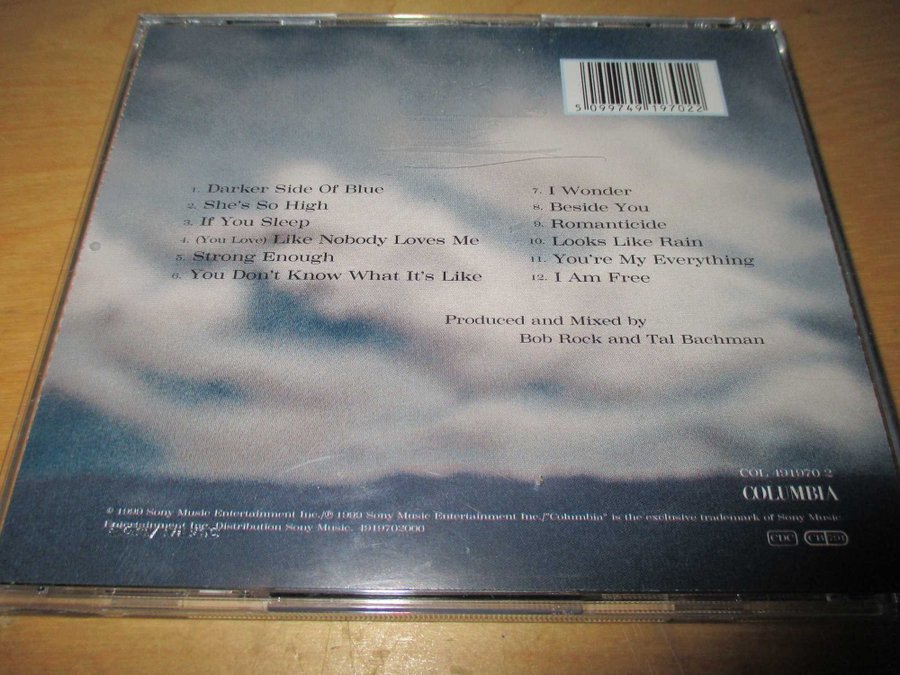 5 099749 197022
1. Darker Side Of Blue
2. She's So High
3. If You Sleep
4. (You Love) Like Nobody Loves Me
5. Strong Enough
6. You Don't Know What It's Like
7. I Wonder
8. Beside You
9. Romanticide
10. Looks Like Rain
11. You're My Everything
12. I Am Free
Produced and Mixed by
Bob Rock and Tal Bachman
COL 491970 2
COLUMBIA
© 1999 Sony Music Entertainment Inc./℗ 1999 Sony Music Entertainment Inc./"Columbia" is the exclusive trademark of Sony Music
Entertainment Inc. Distribution Sony Music. 4919702000
CDC CB 791